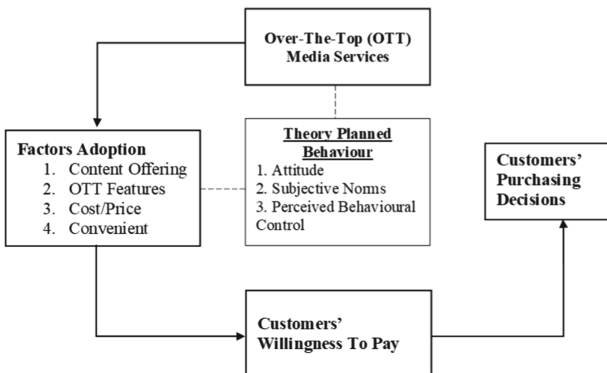 Over-The-Top (OTT)
Media Services
Factors Adoption
1. Content Offering
2. OTT Features
3. Cost/Price
4. Convenient
Theory Planned
Behaviour
1. Attitude
2. Subjective Norms
3. Perceived Behavioural
Control
Customers’
Purchasing
Decisions
Customers’
Willingness To Pay